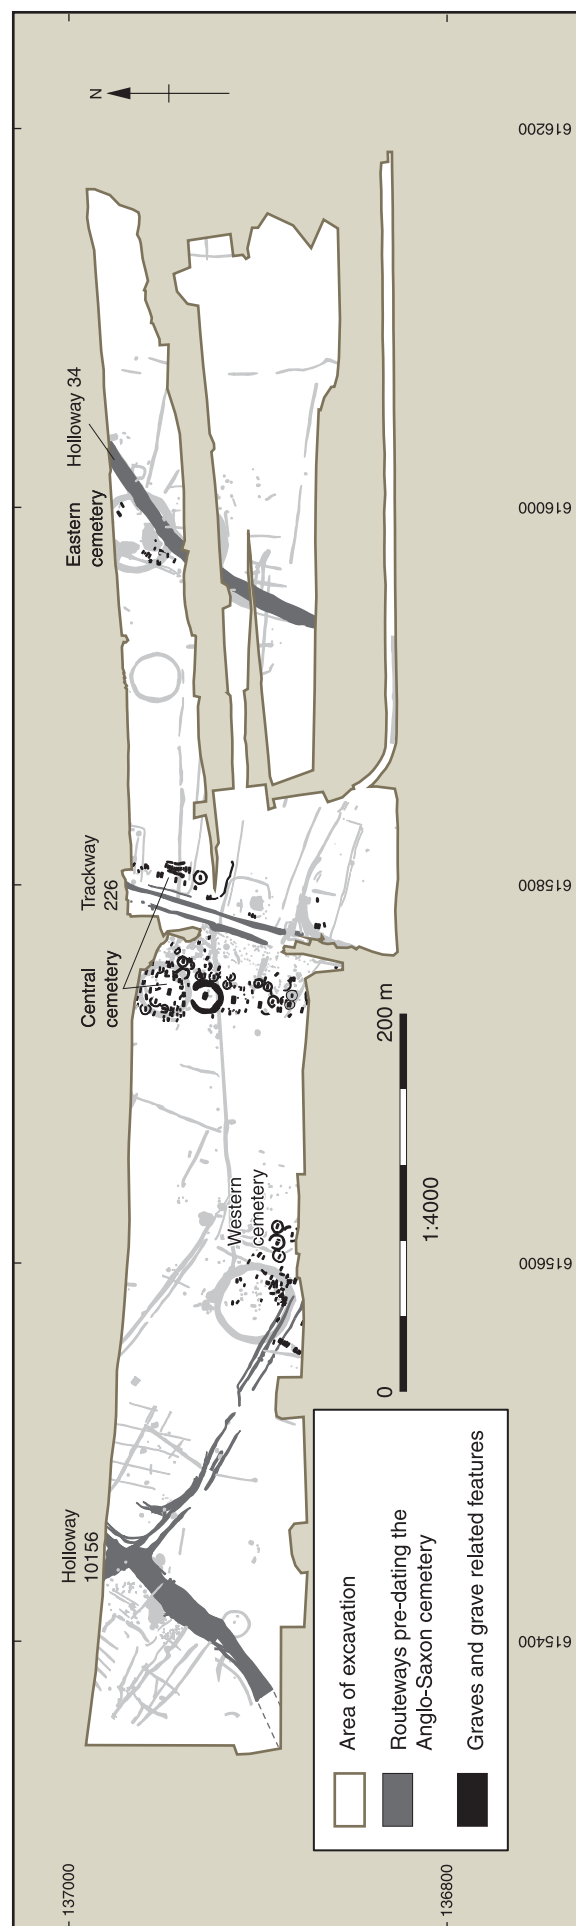 N
616200
616000
615800
615600
615400
137000
136800
Holloway 34
Eastern
cemetery
Trackway
226
Central
cemetery
Western
cemetery
Holloway
10156
0
200 m
1:4000
Area of excavation
Routeways pre-dating the
Anglo-Saxon cemetery
Graves and grave related features